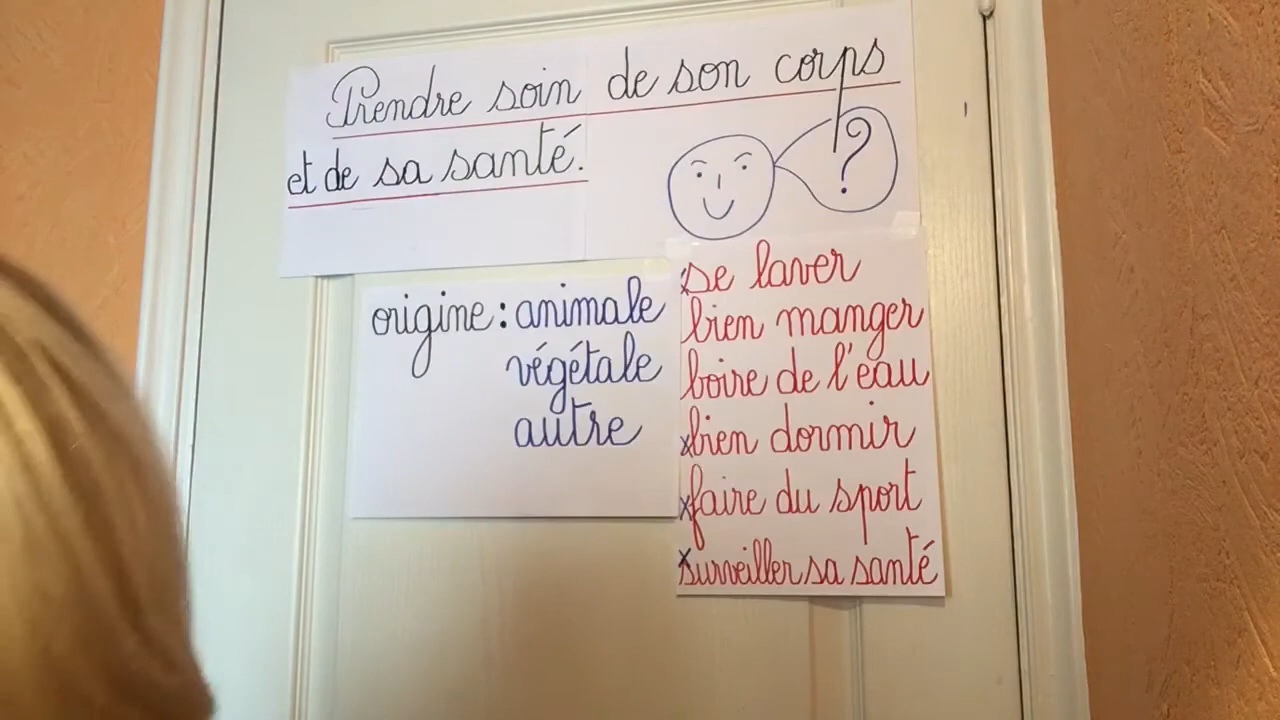 Prendre soin de son corps
et de sa santé.
?
origine : animale
végétale
autre
x se laver
bien manger
boire de l'eau
x bien dormir
x faire du sport
x surveiller sa santé